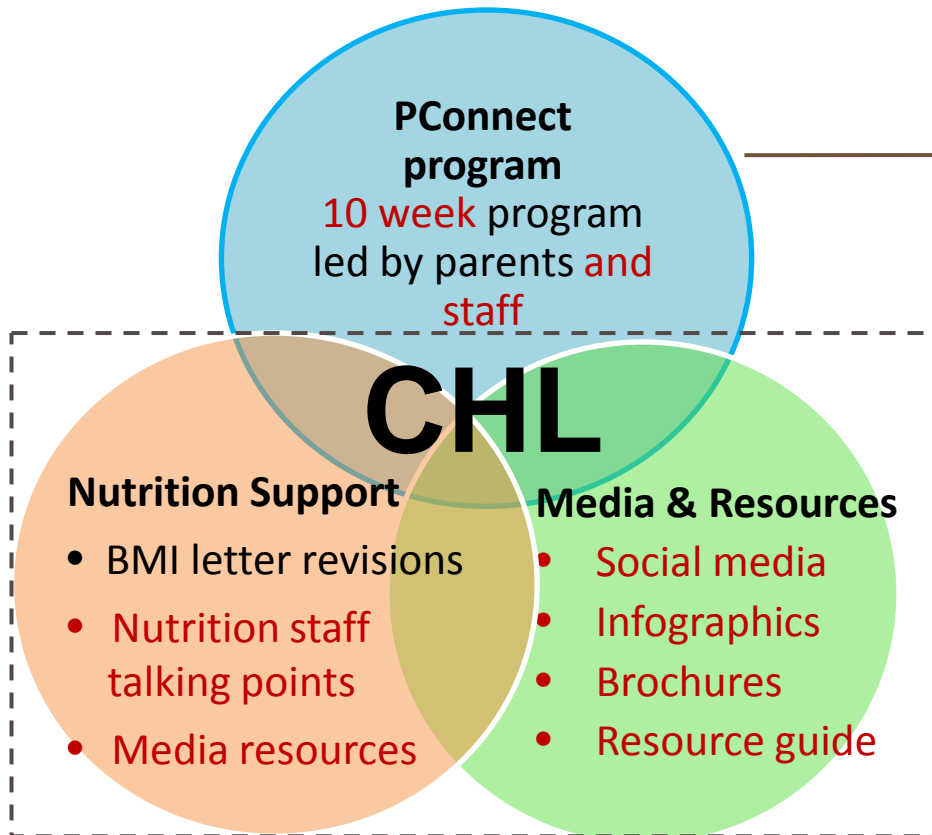 PConnect
program
10 week program
led by parents and
staff
CHL
Nutrition Support
• BMI letter revisions
• Nutrition staff
talking points
• Media resources
Media & Resources
• Social media
• Infographics
• Brochures
• Resource guide